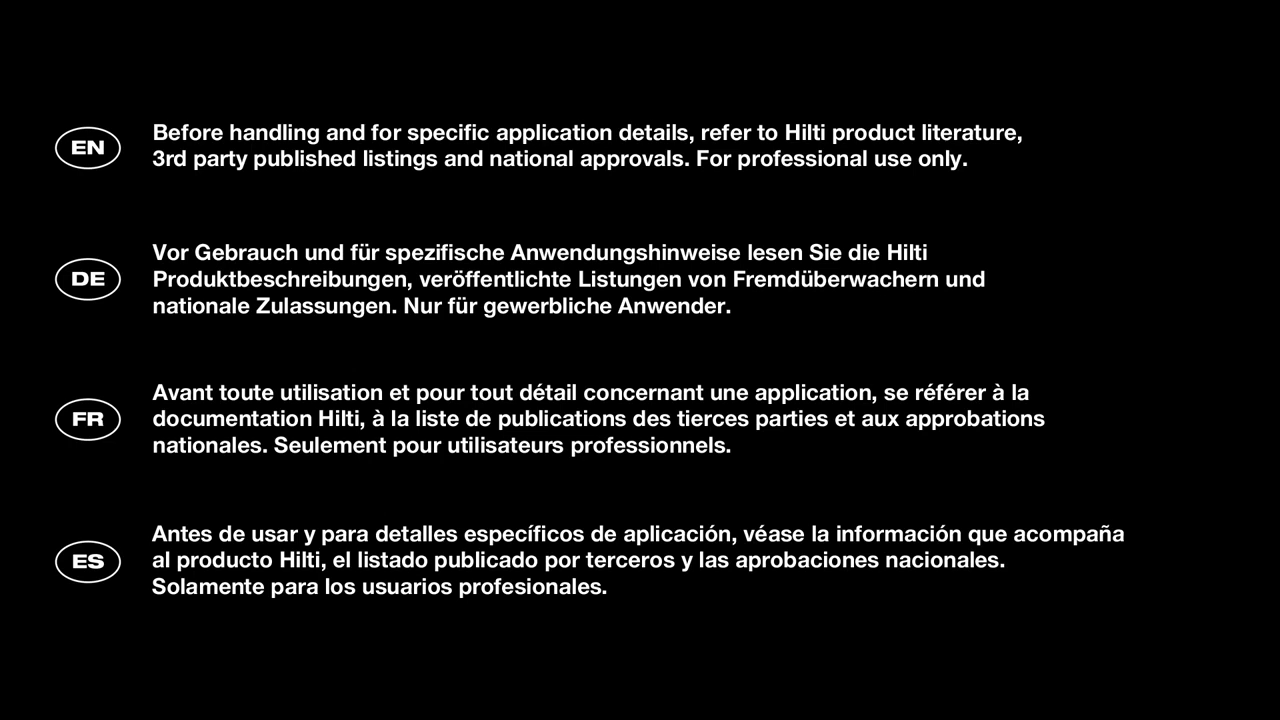 EN
Before handling and for specific application details, refer to Hilti product literature,
3rd party published listings and national approvals. For professional use only.
DE
Vor Gebrauch und für spezifische Anwendungshinweise lesen Sie die Hilti
Produktbeschreibungen, veröffentlichte Listungen von Fremdüberwachern und
nationale Zulassungen. Nur für gewerbliche Anwender.
FR
Avant toute utilisation et pour tout détail concernant une application, se référer à la
documentation Hilti, à la liste de publications des tierces parties et aux approbations
nationales. Seulement pour utilisateurs professionnels.
ES
Antes de usar y para detalles específicos de aplicación, véase la información que acompaña
al producto Hilti, el listado publicado por terceros y las aprobaciones nacionales.
Solamente para los usuarios profesionales.